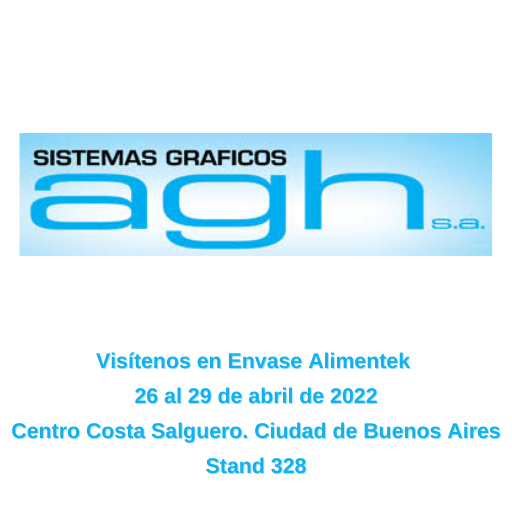 SISTEMAS GRAFICOS
agh s.a.
Visítenos en Envase Alimentek
26 al 29 de abril de 2022
Centro Costa Salguero. Ciudad de Buenos Aires
Stand 328